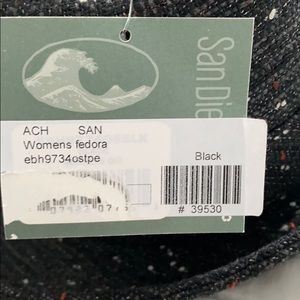 San Die
ACH SAN
Womens fedora
ebh9734ostpe
Black
# 39530